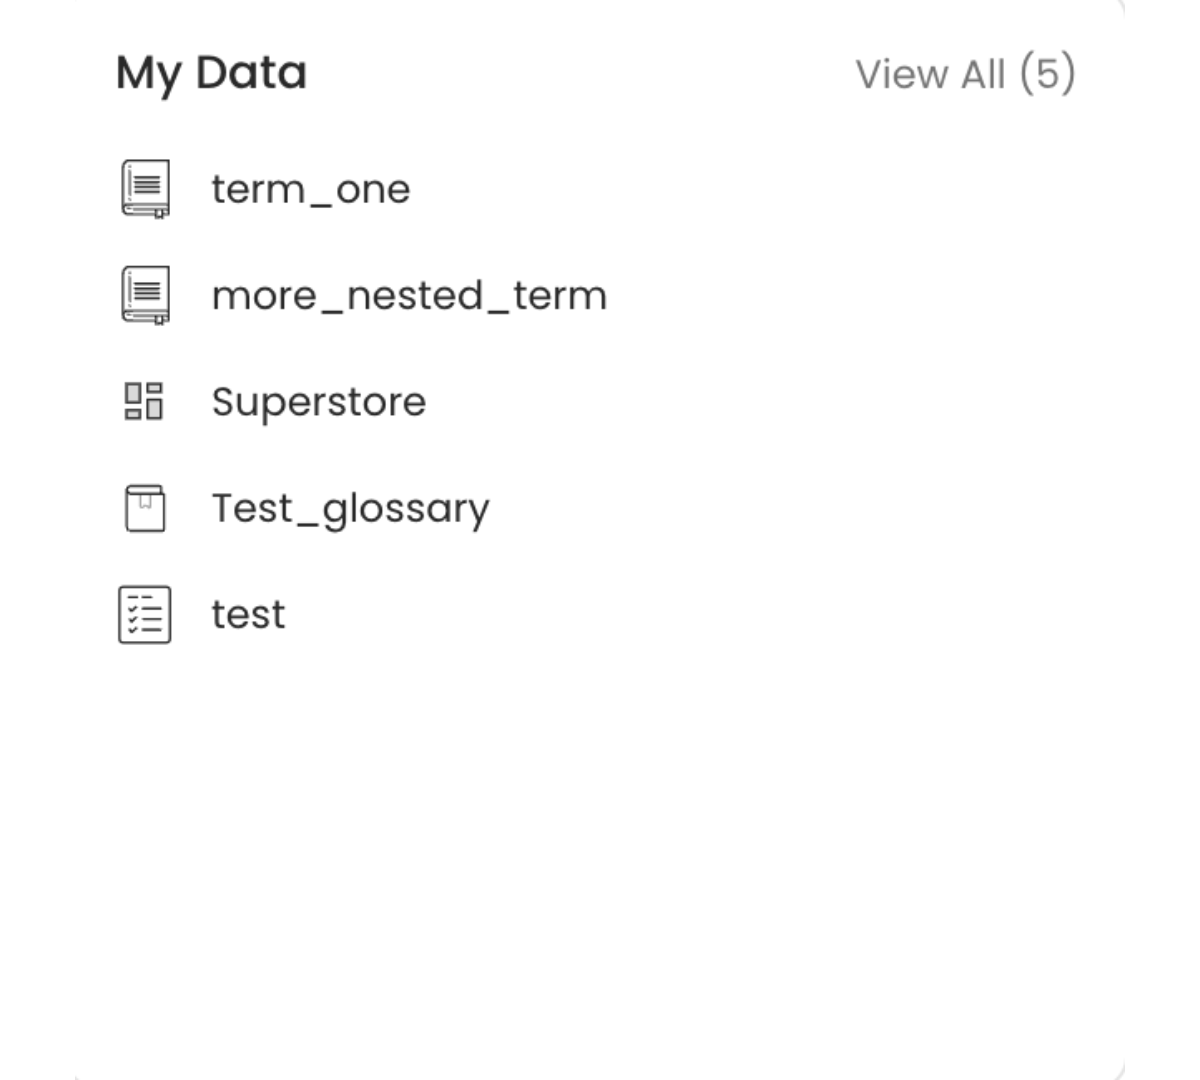 My Data
View All (5)
term_one
more_nested_term
Superstore
Test_glossary
test